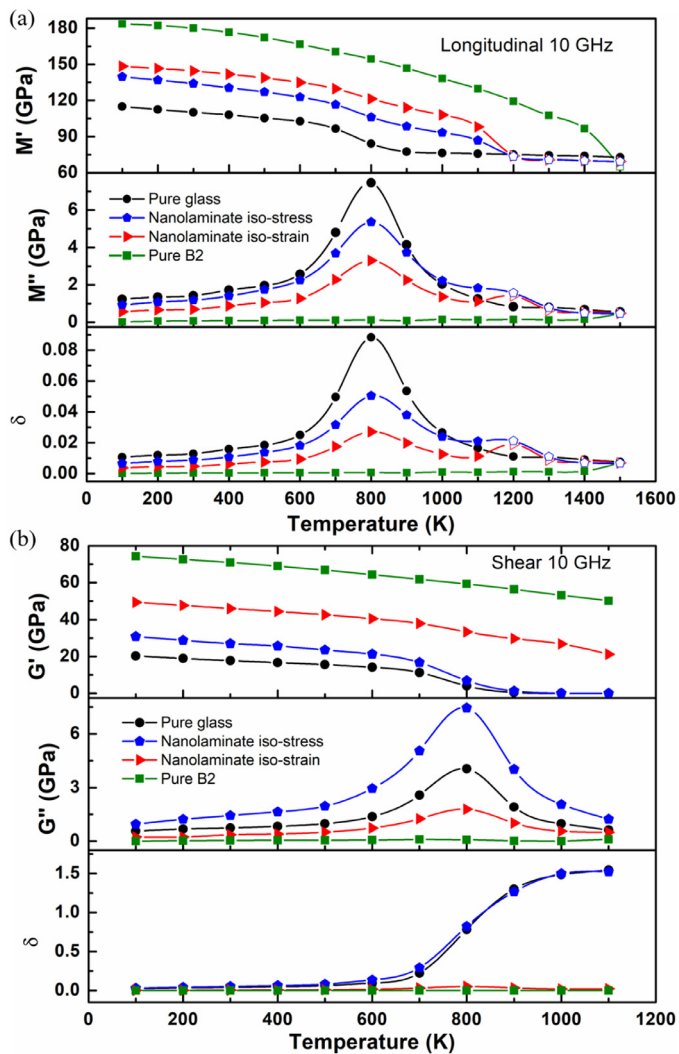 (a)
Longitudinal 10 GHz
M' (GPa)
180
150
120
90
60
Pure glass
Nanolaminate iso-stress
Nanolaminate iso-strain
Pure B2
M" (GPa)
6
4
2
0
δ
0.08
0.06
0.04
0.02
0.00
0 200 400 600 800 1000 1200 1400 1600
Temperature (K)
(b)
Shear 10 GHz
G' (GPa)
80
60
40
20
0
Pure glass
Nanolaminate iso-stress
Nanolaminate iso-strain
Pure B2
G" (GPa)
6
3
0
δ
1.5
1.0
0.5
0.0
0 200 400 600 800 1000 1200
Temperature (K)